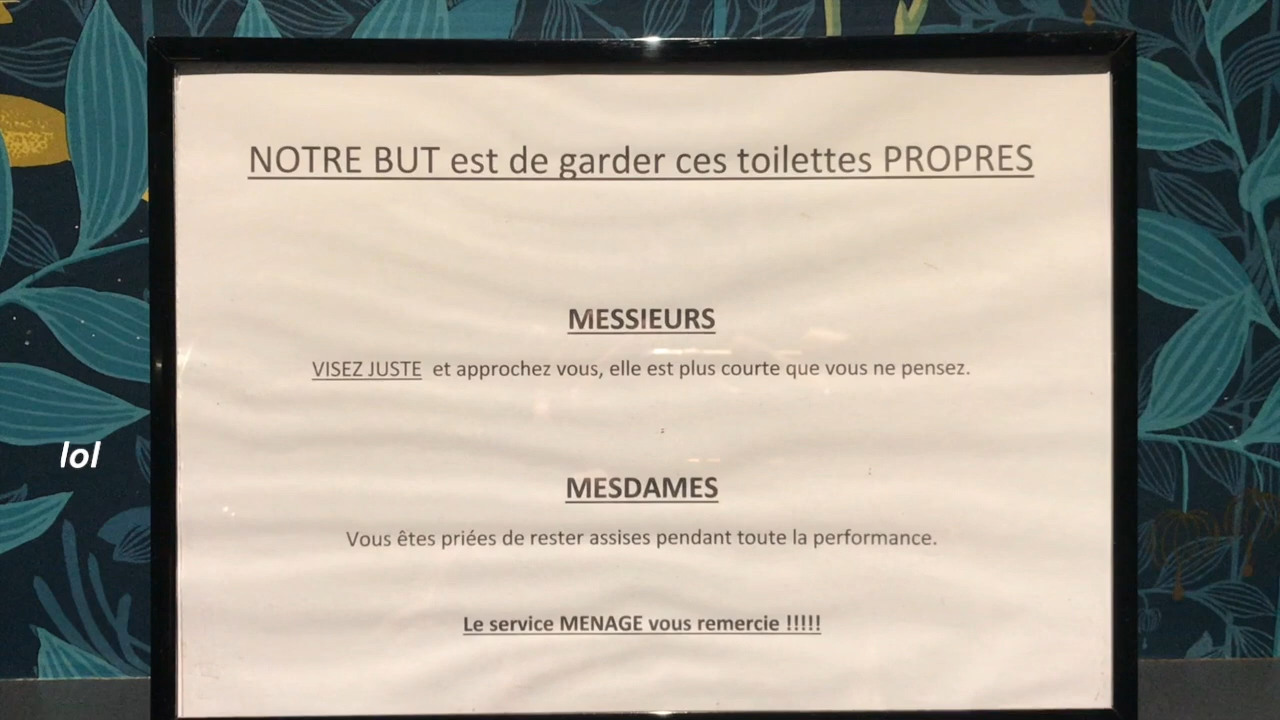 NOTRE BUT est de garder ces toilettes PROPRES
MESSIEURS
VISEZ JUSTE et approchez vous, elle est plus courte que vous ne pensez.
lol
MESDAMES
Vous êtes priées de rester assises pendant toute la performance.
Le service MENAGE vous remercie !!!!!